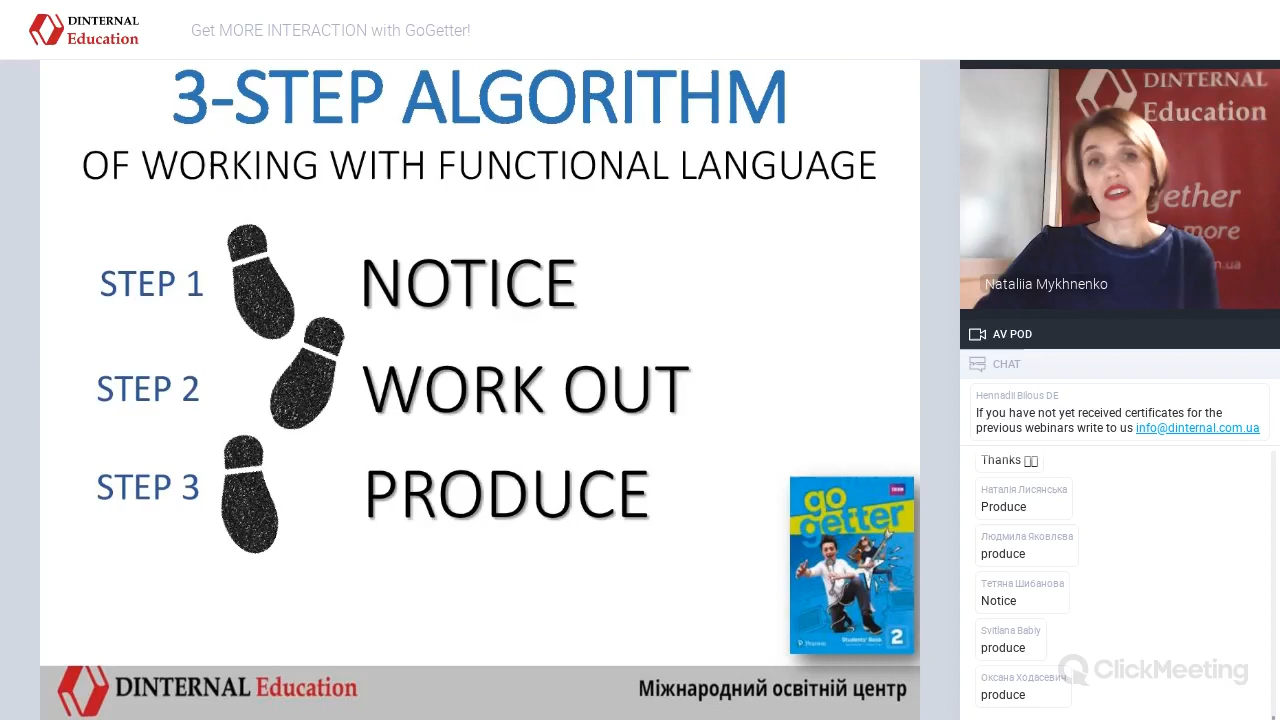 DINTERNAL
Education
Get MORE INTERACTION with GoGetter!
3-STEP ALGORITHM
OF WORKING WITH FUNCTIONAL LANGUAGE
STEP 1
NOTICE
STEP 2
WORK OUT
STEP 3
PRODUCE
go
getter
Students' Book
2
DINTERNAL Education
Міжнародний освітній центр
DINTERNAL
Education
gether
more
m.ua
Nataliia Mykhnenko
AV POD
CHAT
Hennadii Bilous DE
If you have not yet received certificates for the
previous webinars write to us info@dinternal.com.ua
Thanks
Наталія Лисянська
Produce
Людмила Яковлєва
produce
Тетяна Шибанова
Notice
Svitlana Babiy
produce
Оксана Ходасевич
produce
ClickMeeting